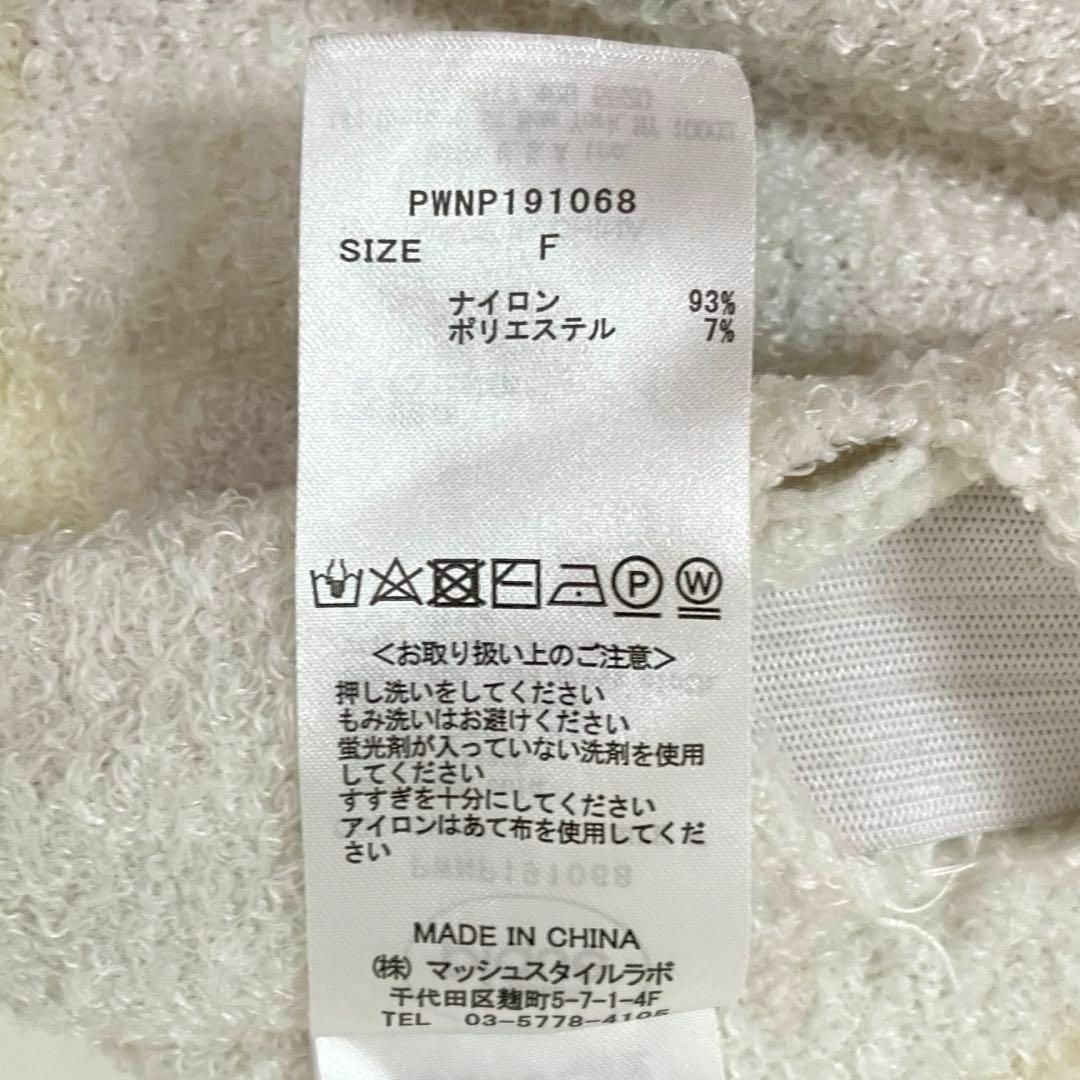 PWNP191068
SIZE F
ナイロン 93%
ポリエステル 7%
P W
＜お取り扱い上のご注意＞
押し洗いをしてください
もみ洗いはお避けください
蛍光剤が入っていない洗剤を使用
してください
すすぎを十分にしてください
アイロンはあて布を使用してくだ
さい
MADE IN CHINA
㈱ マッシュスタイルラボ
千代田区麹町5-7-1-4F
TEL